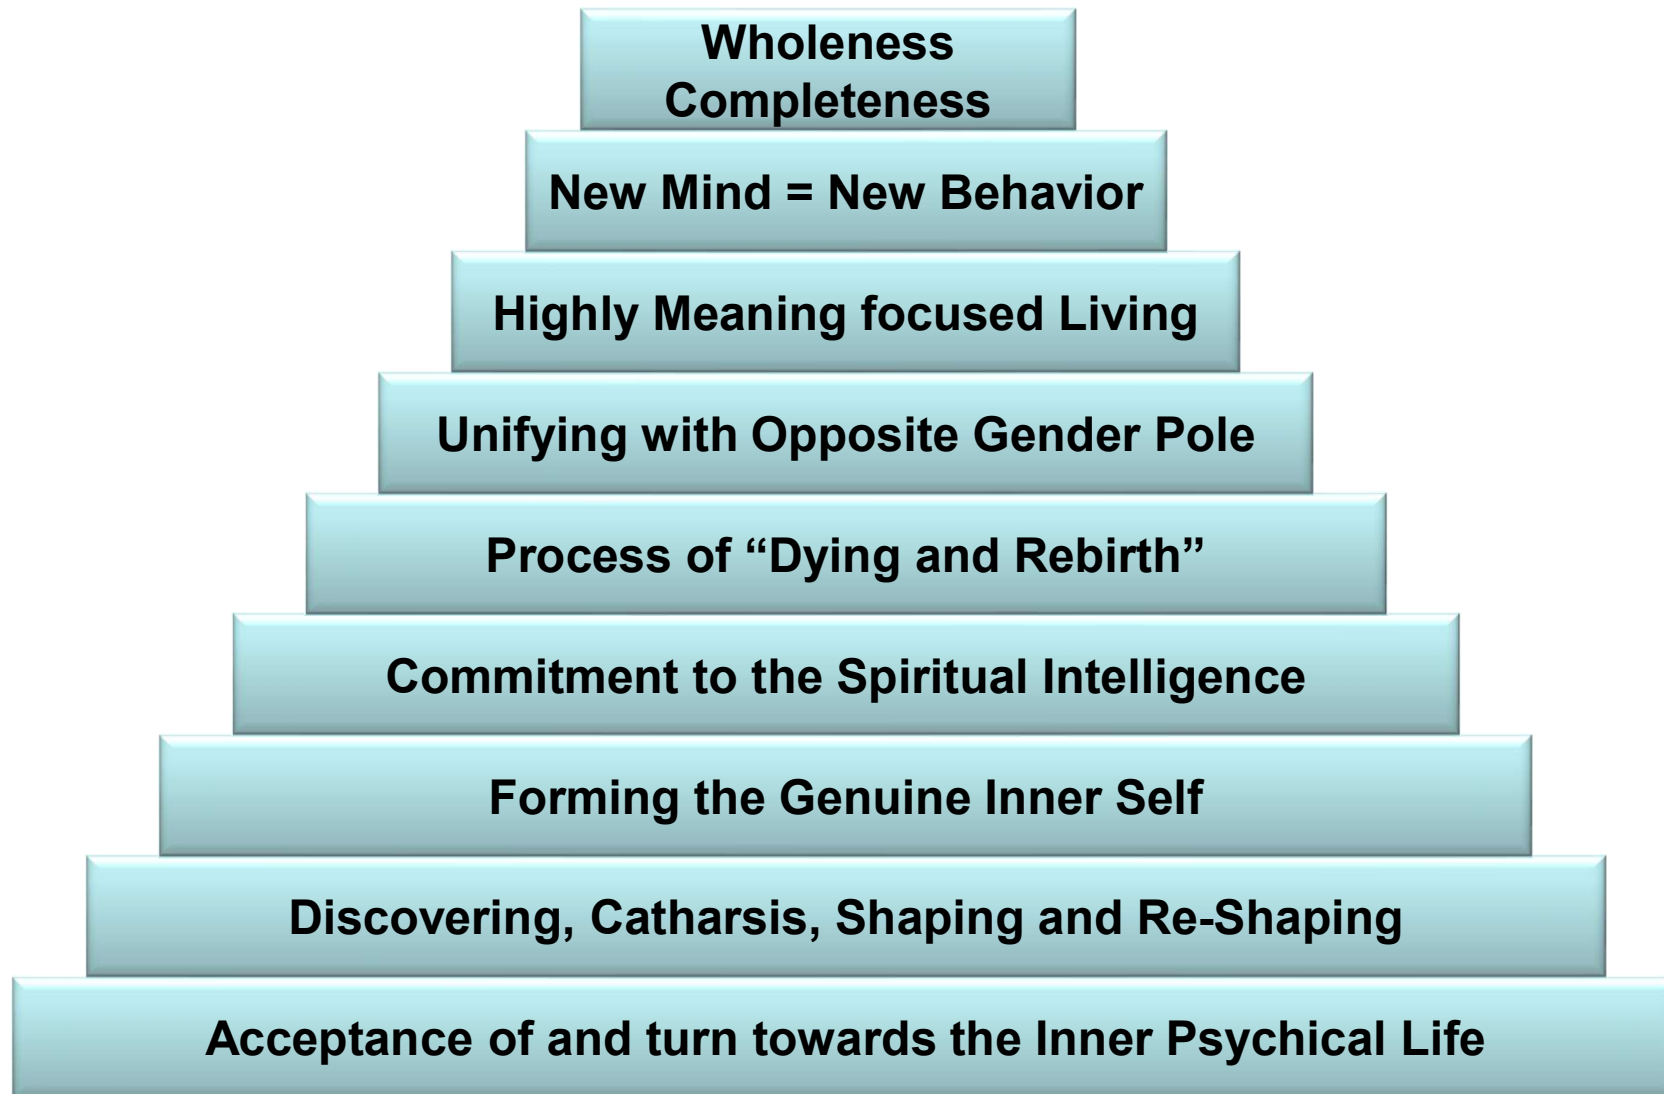 Wholeness
Completeness
New Mind = New Behavior
Highly Meaning focused Living
Unifying with Opposite Gender Pole
Process of “Dying and Rebirth”
Commitment to the Spiritual Intelligence
Forming the Genuine Inner Self
Discovering, Catharsis, Shaping and Re-Shaping
Acceptance of and turn towards the Inner Psychical Life